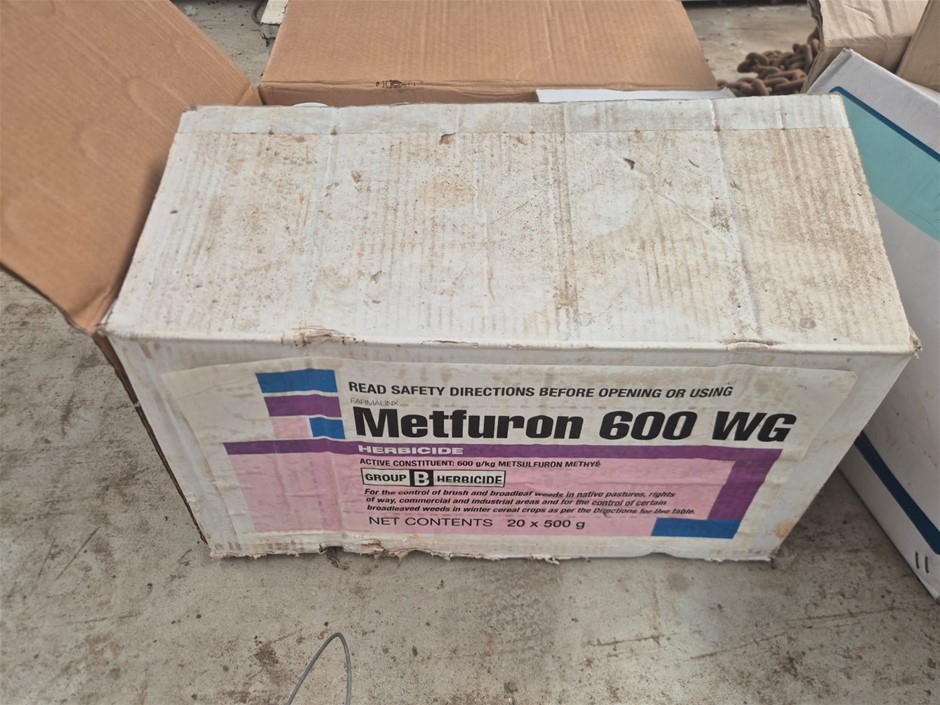 READ SAFETY DIRECTIONS BEFORE OPENING OR USING
FARMALINX
Metfuron 600 WG
HERBICIDE
ACTIVE CONSTITUENT: 600 g/kg METSULFURON METHYL
GROUP B HERBICIDE
For the control of brush and broadleaf weeds in native pastures, rights
of way, commercial and industrial areas and for the control of certain
broadleaved weeds in winter cereal crops as per the Directions for Use table.
NET CONTENTS 20 x 500 g